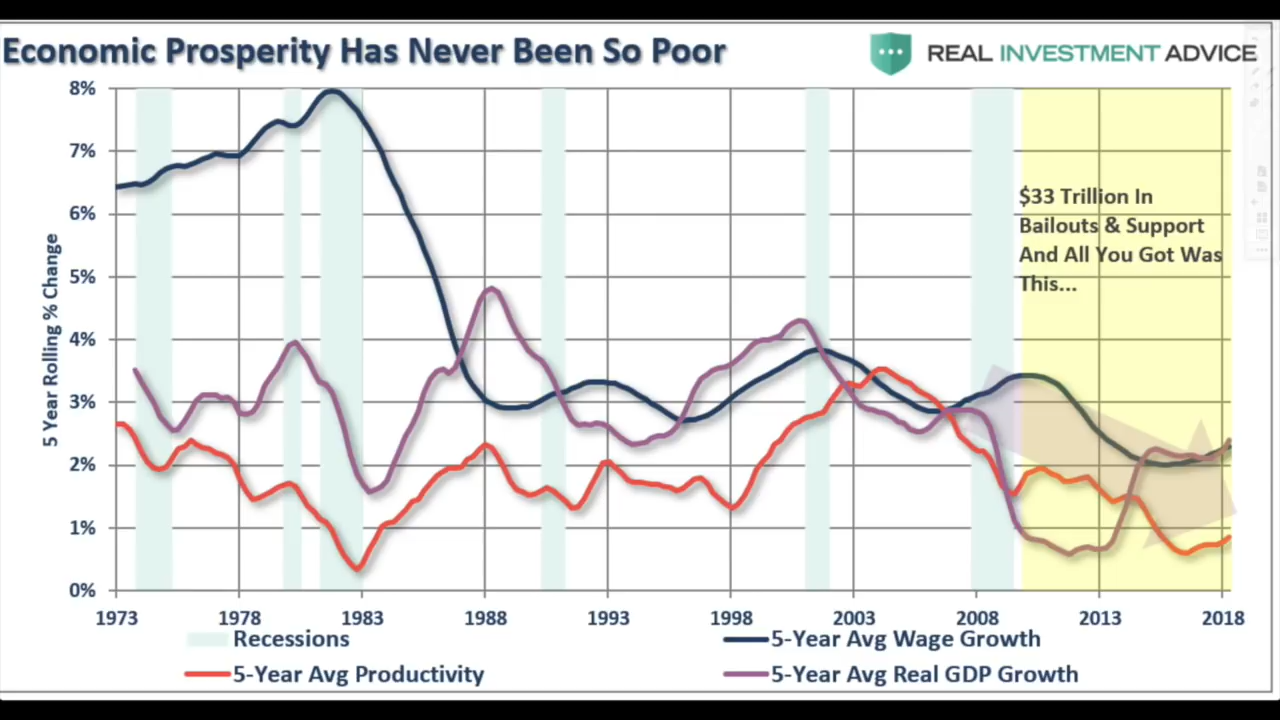 Economic Prosperity Has Never Been So Poor
REAL INVESTMENT ADVICE
8%
7%
6%
5%
4%
3%
2%
1%
0%
5 Year Rolling % Change
$33 Trillion In
Bailouts & Support
And All You Got Was
This...
1973 1978 1983 1988 1993 1998 2003 2008 2013 2018
Recessions
5-Year Avg Wage Growth
5-Year Avg Productivity
5-Year Avg Real GDP Growth